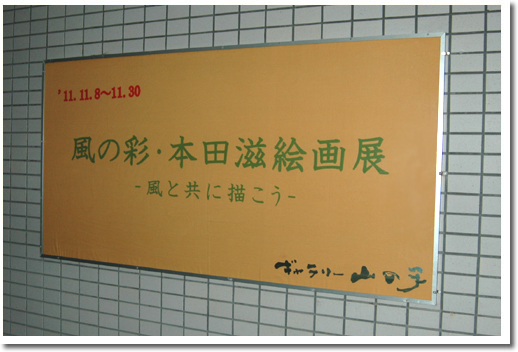 '11.11.8〜11.30
風の彩・本田滋絵画展
-風と共に描こう-
ギャラリー 山の手